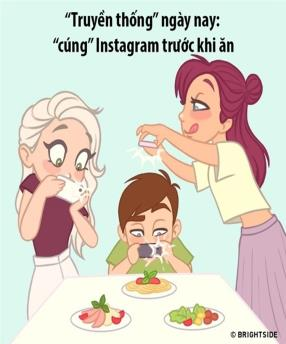 “Truyền thống” ngày nay:
“cúng” Instagram trước khi ăn
© BRIGHTSIDE